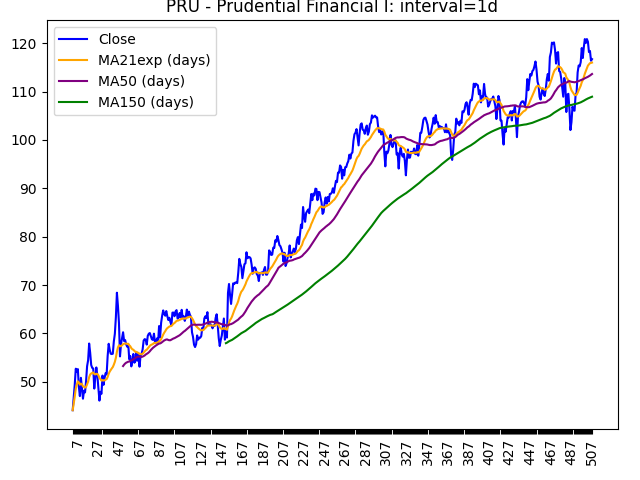 PRU - Prudential Financial I: interval=1d
Close
MA21exp (days)
MA50 (days)
MA150 (days)
120
110
100
90
80
70
60
50
7 27 47 67 87 107 127 147 167 187 207 227 247 267 287 307 327 347 367 387 407 427 447 467 487 507